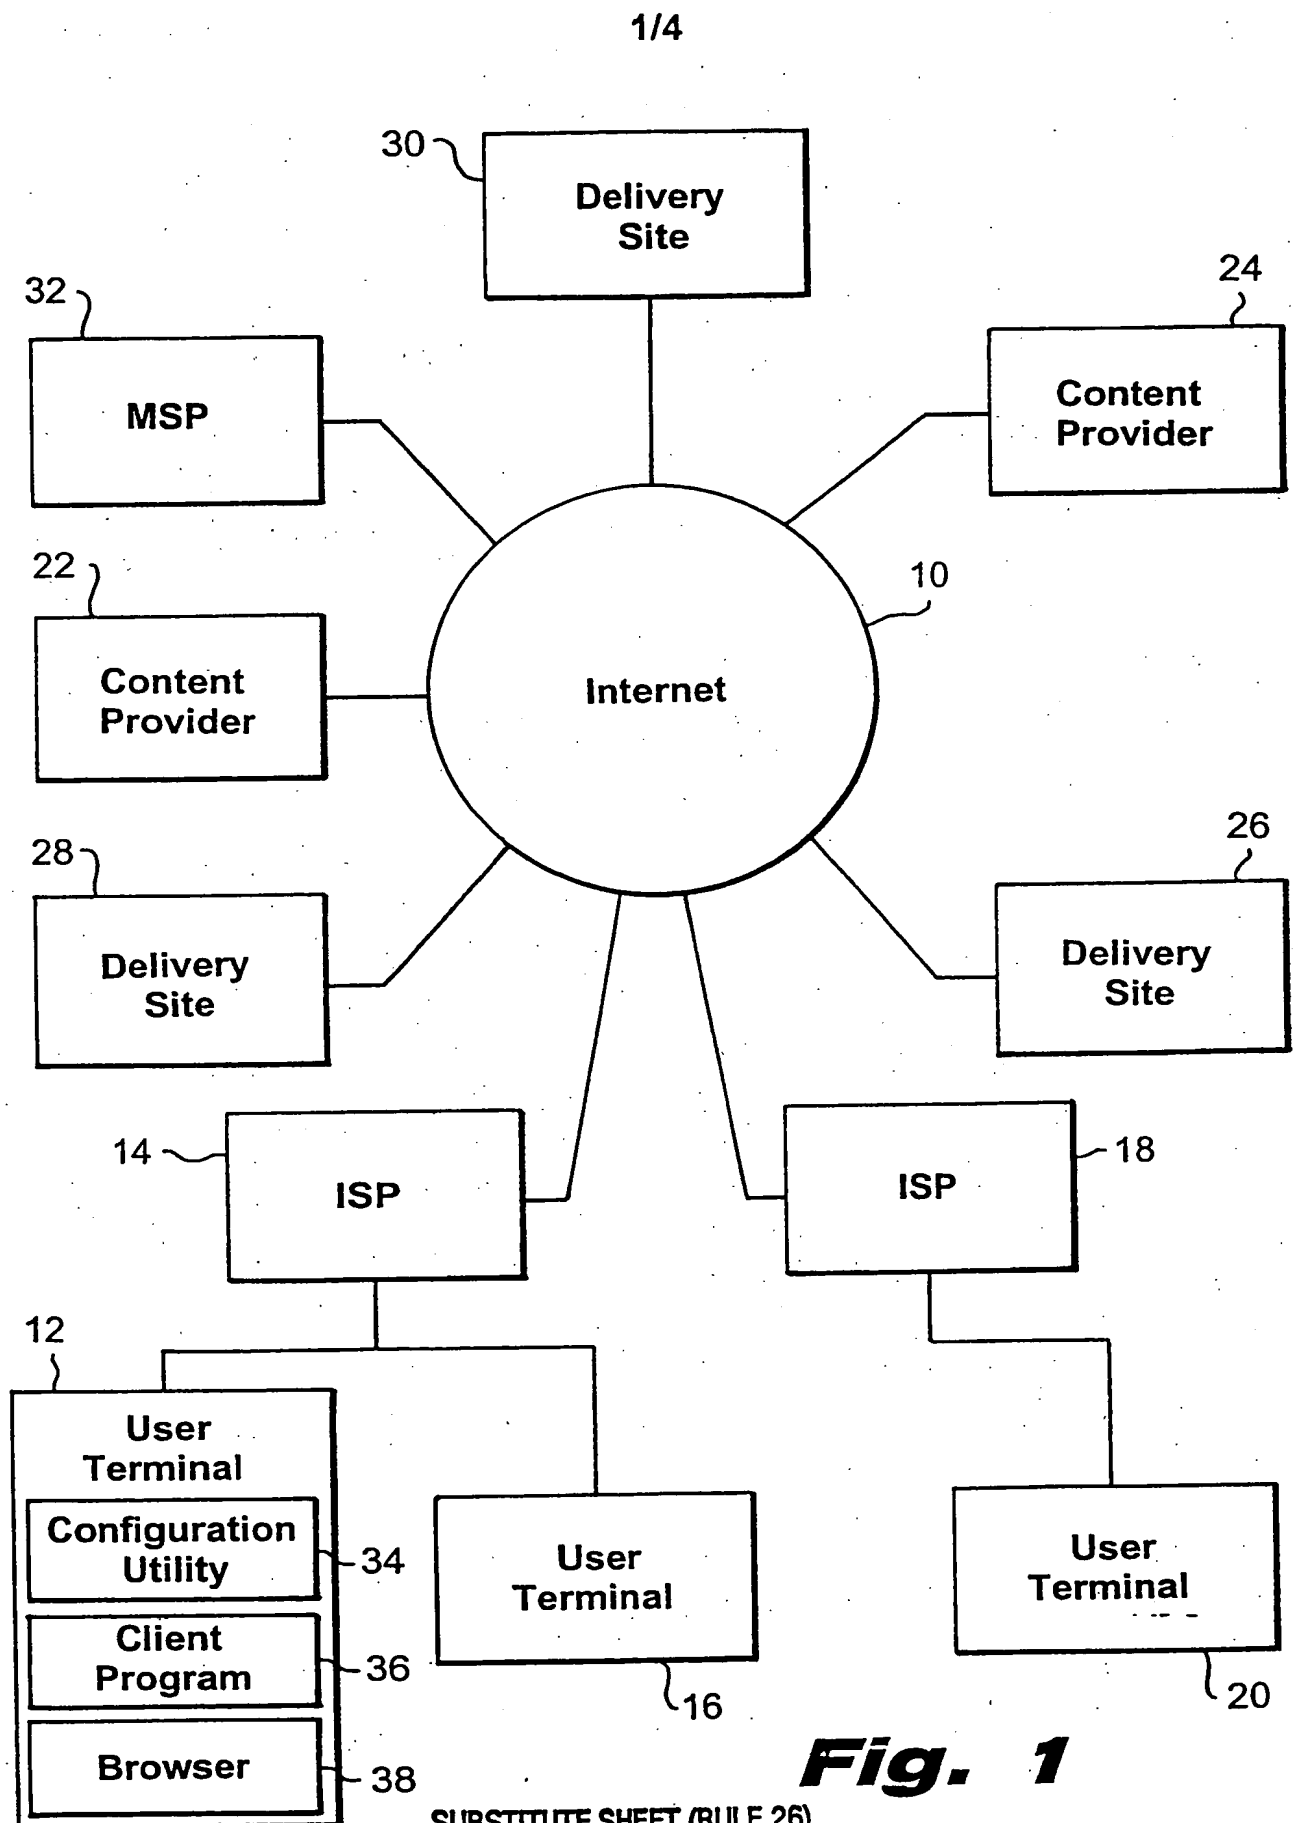 1/4
30
Delivery
Site
24
32
MSP
Content
Provider
22
10
Content
Provider
Internet
28
26
Delivery
Site
Delivery
Site
14
ISP
18
ISP
12
User
Terminal
Configuration
Utility
34
Client
Program
36
Browser
38
User
Terminal
16
User
Terminal
20
Fig. 1
SUBSTITUTE SHEET (RULE 26)